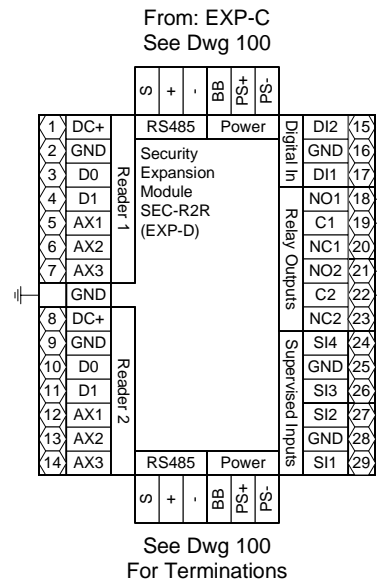 From: EXP-C
See Dwg 100
S + - BB PS+ PS-
RS485 Power
1 DC+
2 GND
3 D0
4 D1
5 AX1
6 AX2
7 AX3
Reader 1
GND
8 DC+
9 GND
10 D0
11 D1
12 AX1
13 AX2
14 AX3
Reader 2
Security
Expansion
Module
SEC-R2R
(EXP-D)
Digital In
DI2 15
GND 16
DI1 17
Relay Outputs
NO1 18
C1 19
NC1 20
NO2 21
C2 22
NC2 23
Supervised Inputs
SI4 24
GND 25
SI3 26
SI2 27
GND 28
SI1 29
RS485 Power
S + - BB PS+ PS-
See Dwg 100
For Terminations